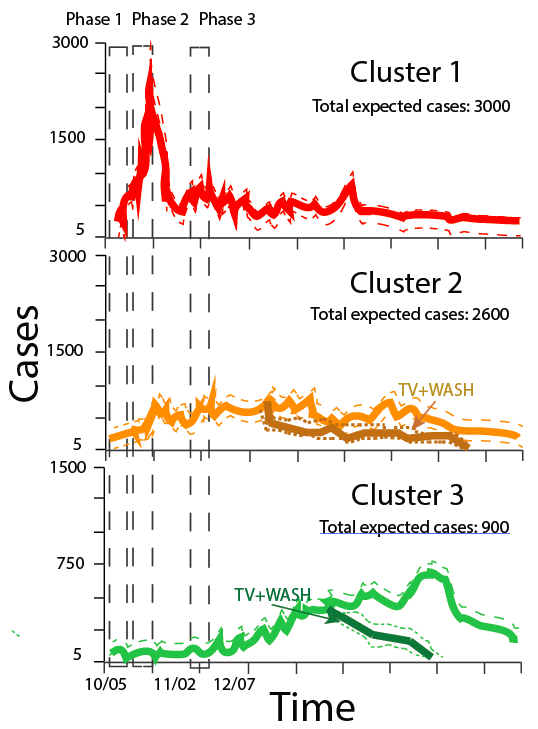 Phase 1 Phase 2 Phase 3
3000
Cluster 1
Total expected cases: 3000
1500
5
3000
Cluster 2
Total expected cases: 2600
1500
TV+WASH
5
Cases
1500
Cluster 3
Total expected cases: 900
750
TV+WASH
5
10/05 11/02 12/07
Time